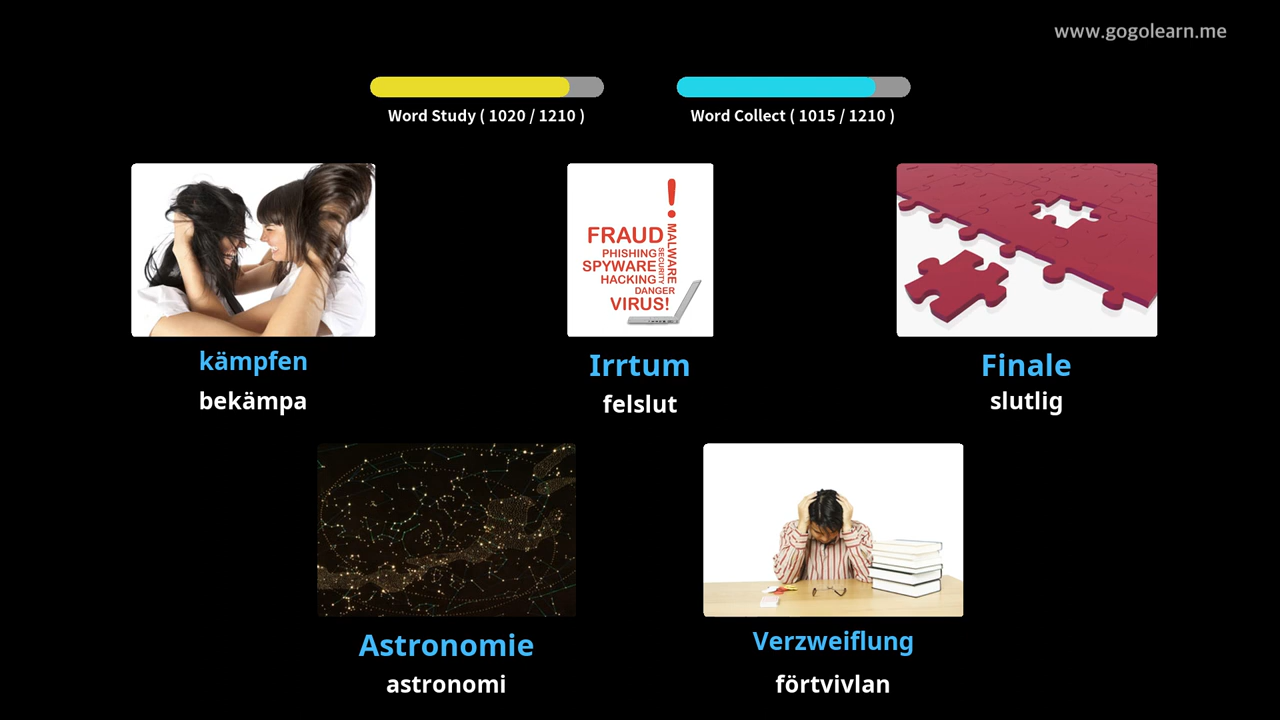 www.gogolearn.me
Word Study ( 1020 / 1210 )
Word Collect ( 1015 / 1210 )
!
FRAUD
PHISHING
SPYWARE
HACKING
DANGER
VIRUS!
SECURITY
MALWARE
kämpfen
bekämpa
Irrtum
felslut
Finale
slutlig
Astronomie
astronomi
Verzweiflung
förtvivlan